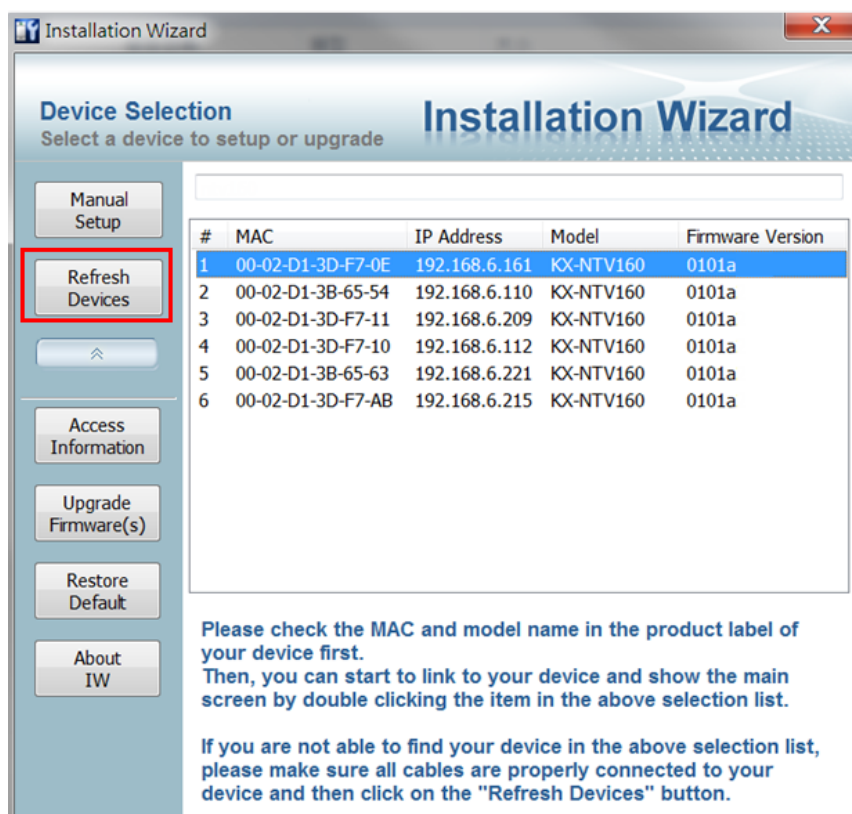 Installation Wizard
X
Device Selection
Select a device to setup or upgrade
Installation Wizard
Manual
Setup
Refresh
Devices
Access
Information
Upgrade
Firmware(s)
Restore
Default
About
IW
# MAC IP Address Model Firmware Version
1 00-02-D1-3D-F7-0E 192.168.6.161 KX-NTV160 0101a
2 00-02-D1-3B-65-54 192.168.6.110 KX-NTV160 0101a
3 00-02-D1-3D-F7-11 192.168.6.209 KX-NTV160 0101a
4 00-02-D1-3D-F7-10 192.168.6.112 KX-NTV160 0101a
5 00-02-D1-3B-65-63 192.168.6.221 KX-NTV160 0101a
6 00-02-D1-3D-F7-AB 192.168.6.215 KX-NTV160 0101a
Please check the MAC and model name in the product label of
your device first.
Then, you can start to link to your device and show the main
screen by double clicking the item in the above selection list.
If you are not able to find your device in the above selection list,
please make sure all cables are properly connected to your
device and then click on the "Refresh Devices" button.